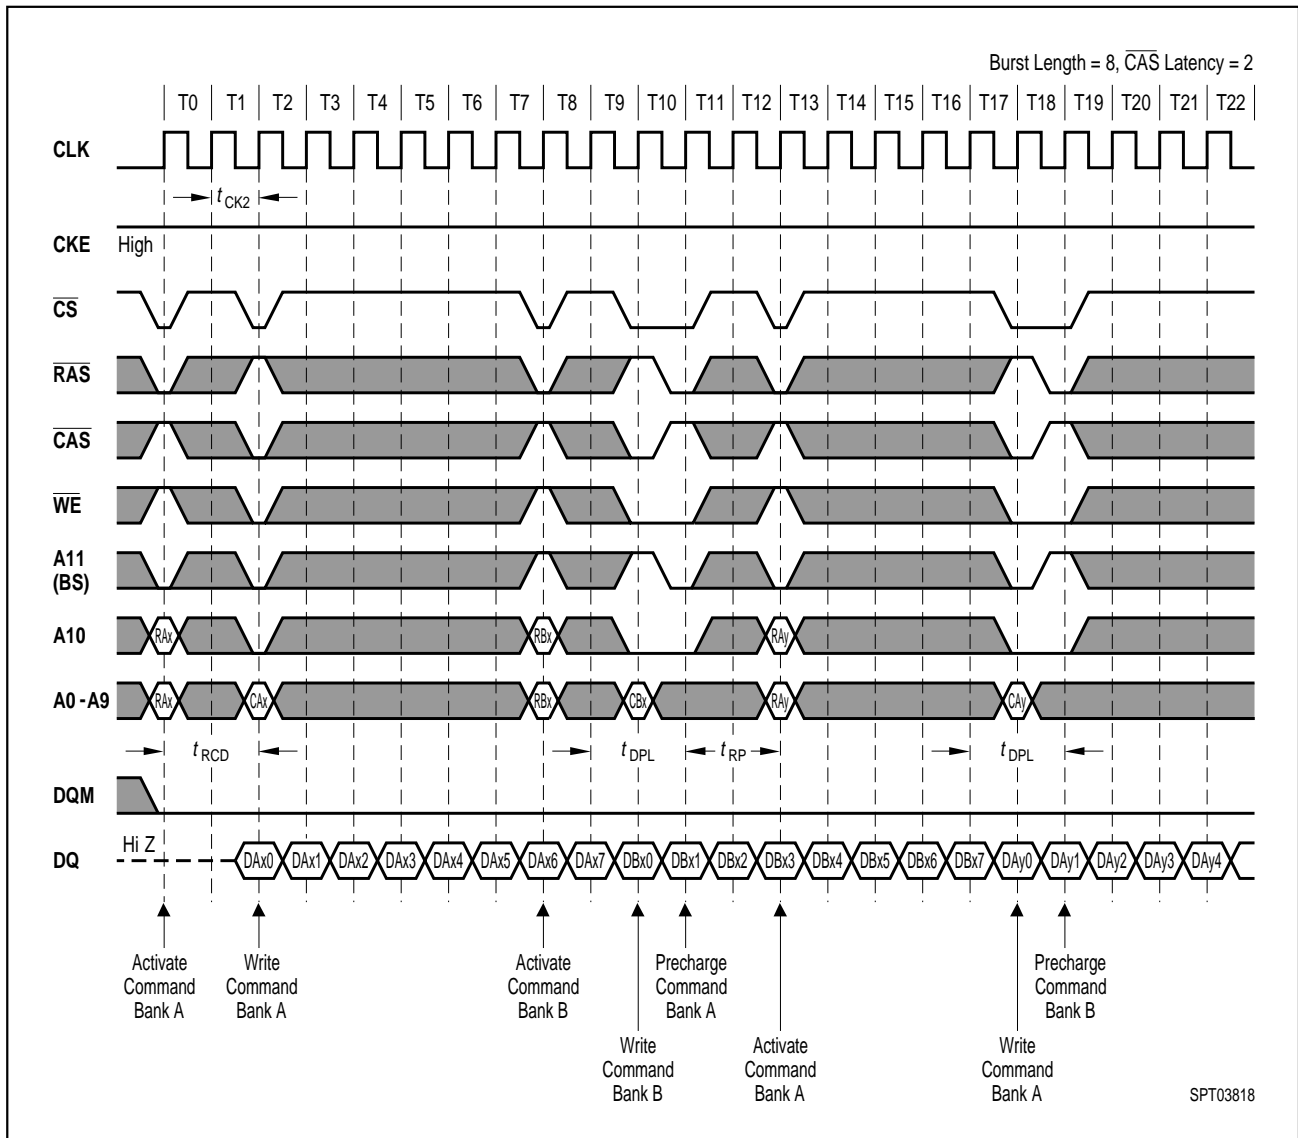 Burst Length = 8, CAS Latency = 2
T0 T1 T2 T3 T4 T5 T6 T7 T8 T9 T10 T11 T12 T13 T14 T15 T16 T17 T18 T19 T20 T21 T22
CLK
t CK2
CKE High
CS
RAS
CAS
WE
A11
(BS)
A10 RAx RBx RAy
A0 - A9 RAx CAx RBx CBx RAy CAy
t RCD t DPL t RP t DPL
DQM
DQ Hi Z DAx0 DAx1 DAx2 DAx3 DAx4 DAx5 DAx6 DAx7 DBx0 DBx1 DBx2 DBx3 DBx4 DBx5 DBx6 DBx7 DAy0 DAy1 DAy2 DAy3 DAy4
Activate
Command
Bank A
Write
Command
Bank A
Activate
Command
Bank B
Precharge
Command
Bank A
Precharge
Command
Bank B
Write
Command
Bank B
Activate
Command
Bank A
Write
Command
Bank A
SPT03818